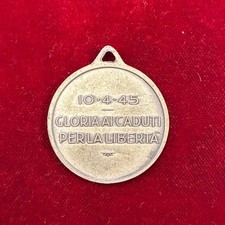 10-4-45
GLORIA AI CADUTI
PER LA LIBERTÀ